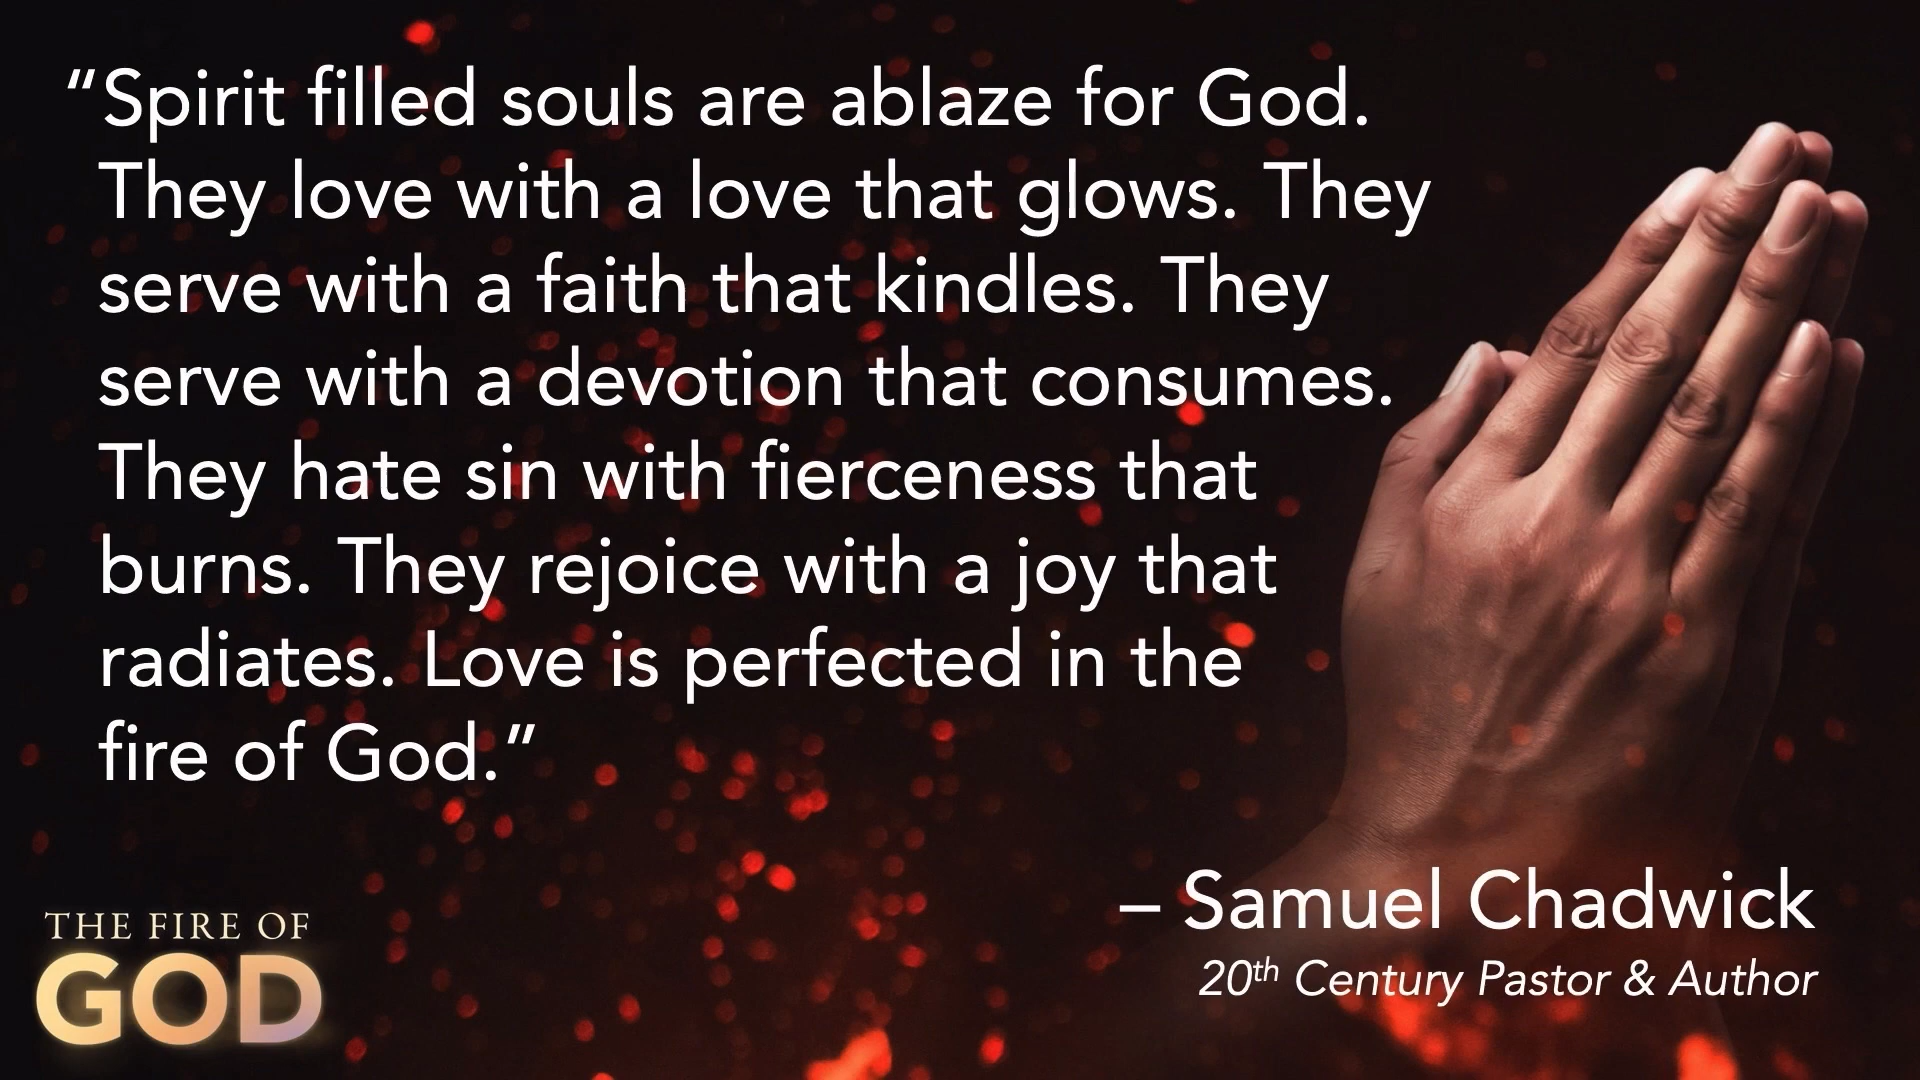 “Spirit filled souls are ablaze for God.
They love with a love that glows. They
serve with a faith that kindles. They
serve with a devotion that consumes.
They hate sin with fierceness that
burns. They rejoice with a joy that
radiates. Love is perfected in the
fire of God.”
– Samuel Chadwick
20th Century Pastor & Author
THE FIRE OF
GOD